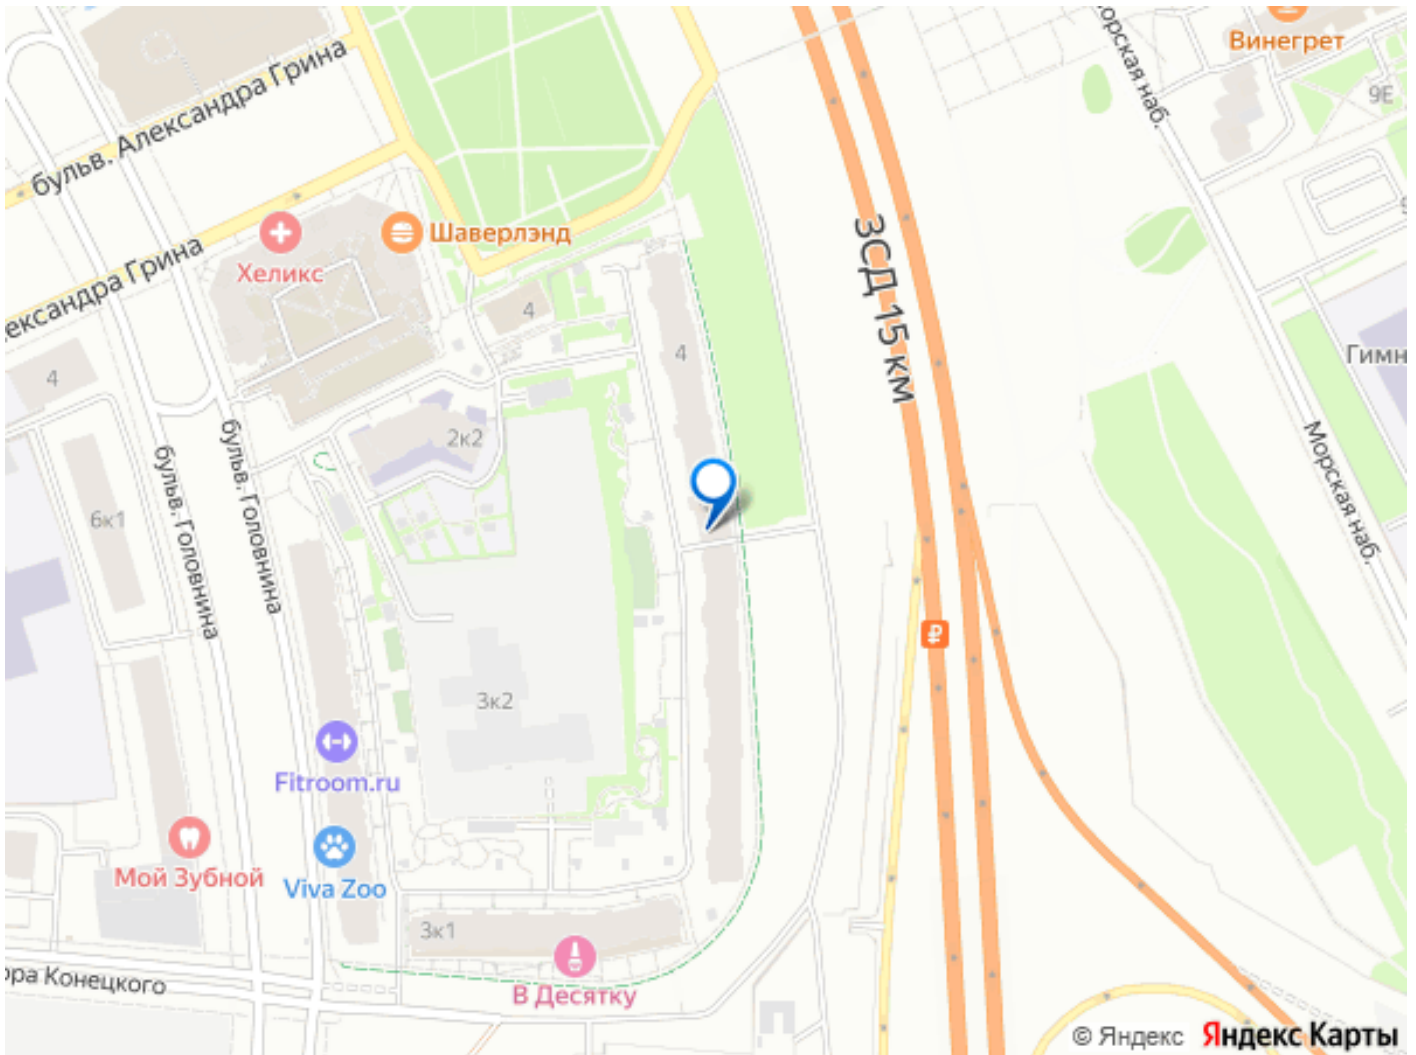 орская наб.
Винегрет
9Е
бульв. Александра Грина
Шаверлэнд
Хеликс
ександра Грина
ЗСД 15 км
4
4
4
Гимн
2к2
бульв. Головнина
бульв. Головнина
Морская наб.
6к1
3к2
Fitroom.ru
Мой Зубной
Viva Zoo
3к1
В Десятку
ора Конецкого
© Яндекс Яндекс Карты